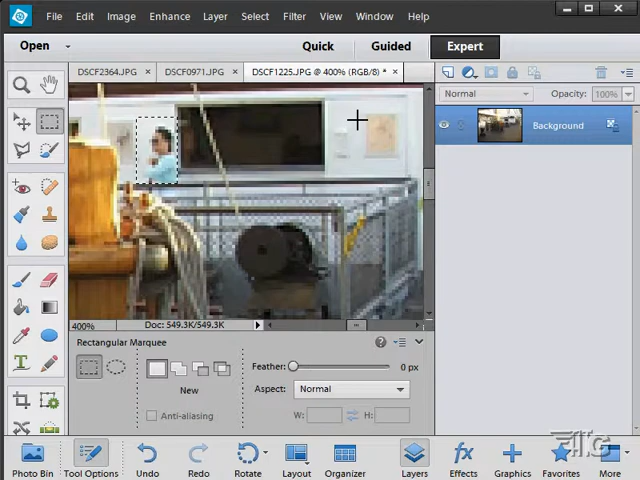 File Edit Image Enhance Layer Select Filter View Window Help
Open Quick Guided Expert
DSCF2364.JPG × DSCF0971.JPG × DSCF1225.JPG @ 400% (RGB/8) * ×
Normal Opacity: 100%
Background
400% Doc: 549.3K/549.3K
Rectangular Marquee
New
Anti-aliasing
Feather: 0 px
Aspect: Normal
W: H:
Photo Bin Tool Options Undo Redo Rotate Layout Organizer Layers Effects Graphics Favorites More